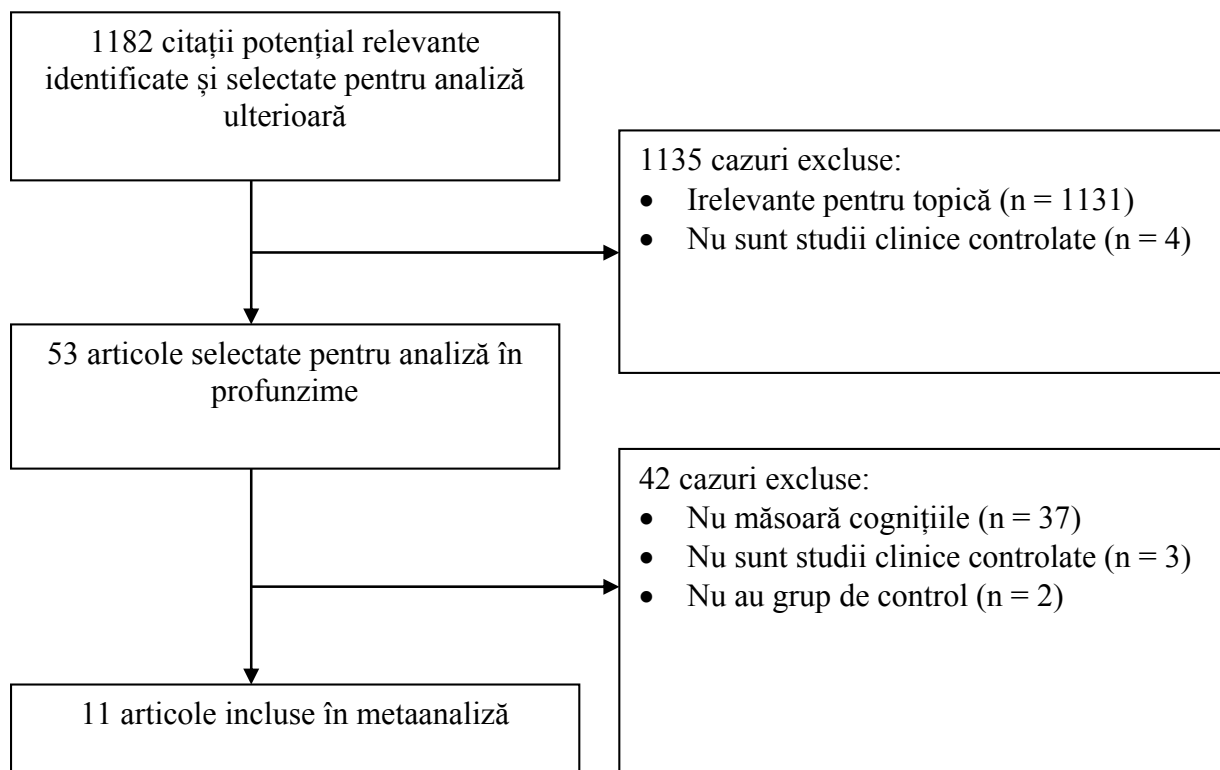 1182 citații potențial relevante
identificate și selectate pentru analiză
ulterioară
1135 cazuri excluse:
• Irelevante pentru topică (n = 1131)
• Nu sunt studii clinice controlate (n = 4)
53 articole selectate pentru analiză în
profunzime
42 cazuri excluse:
• Nu măsoară cognițiile (n = 37)
• Nu sunt studii clinice controlate (n = 3)
• Nu au grup de control (n = 2)
11 articole incluse în metaanaliză